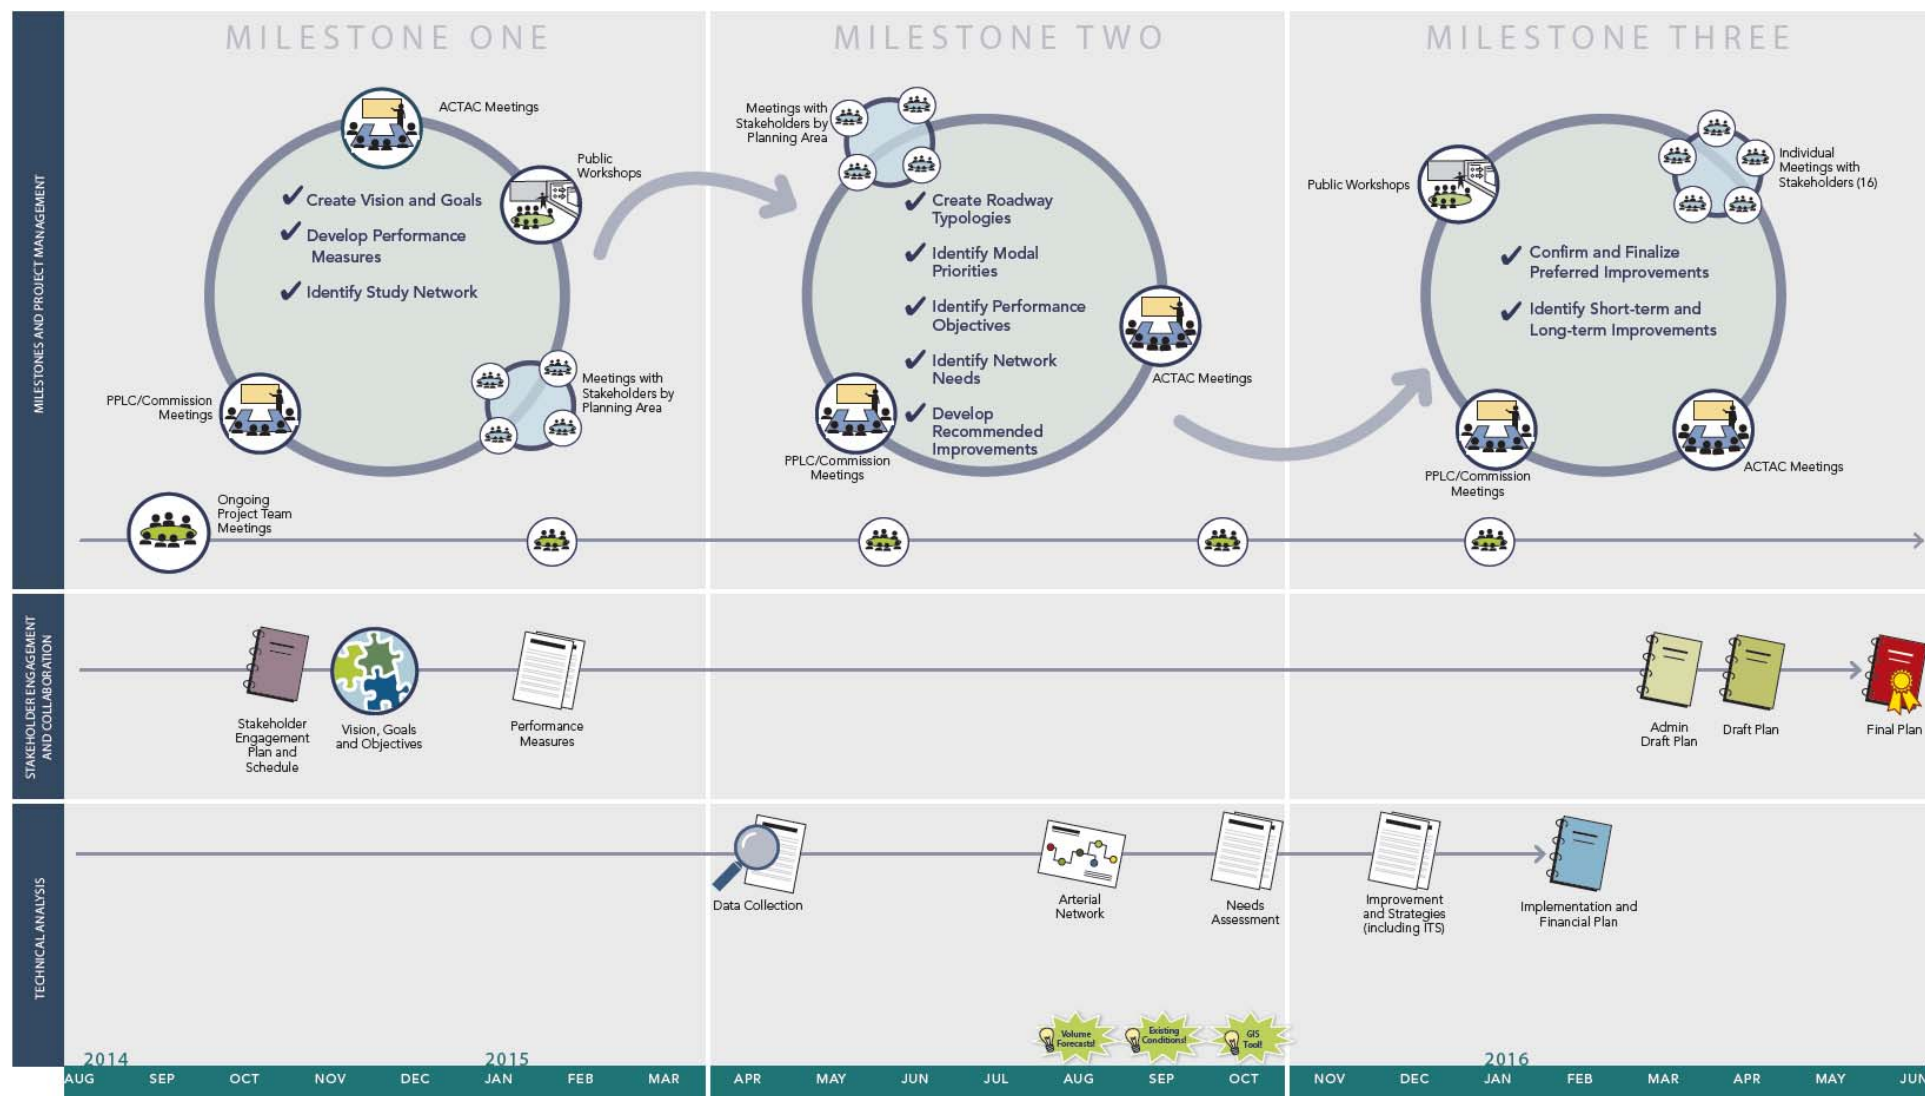 MILESTONE ONE
MILESTONE TWO
MILESTONE THREE
MILESTONES AND PROJECT MANAGEMENT
ACTAC Meetings
Public
Workshops
✔ Create Vision and Goals
✔ Develop Performance
Measures
✔ Identify Study Network
PPLC/Commission
Meetings
Meetings with
Stakeholders by
Planning Area
Ongoing
Project Team
Meetings
Meetings with
Stakeholders by
Planning Area
✔ Create Roadway
Typologies
✔ Identify Modal
Priorities
✔ Identify Performance
Objectives
✔ Identify Network
Needs
✔ Develop
Recommended
Improvements
ACTAC Meetings
PPLC/Commission
Meetings
Public Workshops
Individual
Meetings with
Stakeholders (16)
✔ Confirm and Finalize
Preferred Improvements
✔ Identify Short-term and
Long-term Improvements
PPLC/Commission
Meetings
ACTAC Meetings
STAKEHOLDER ENGAGEMENT
AND COLLABORATION
Stakeholder
Engagement
Plan and
Schedule
Vision, Goals
and Objectives
Performance
Measures
Admin
Draft Plan
Draft Plan
Final Plan
TECHNICAL ANALYSIS
Data Collection
Arterial
Network
Needs
Assessment
Improvement
and Strategies
(including ITS)
Implementation and
Financial Plan
Volume
Forecasts!
Existing
Conditions!
GIS
Tool!
2014
2015
2016
AUG SEP OCT NOV DEC JAN FEB MAR APR MAY JUN JUL AUG SEP OCT NOV DEC JAN FEB MAR APR MAY JUN